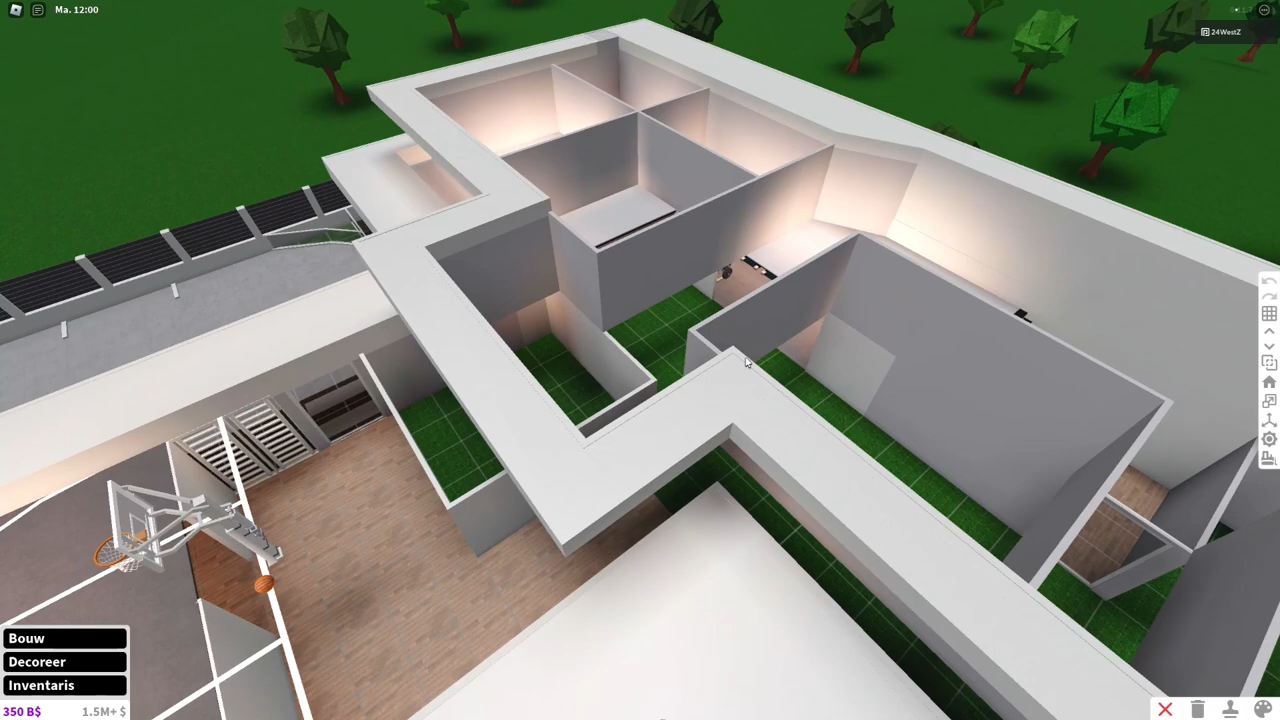 Ma. 12:00
24WestZ
Bouw
Decoreer
Inventaris
350 B$ 1.5M+ $